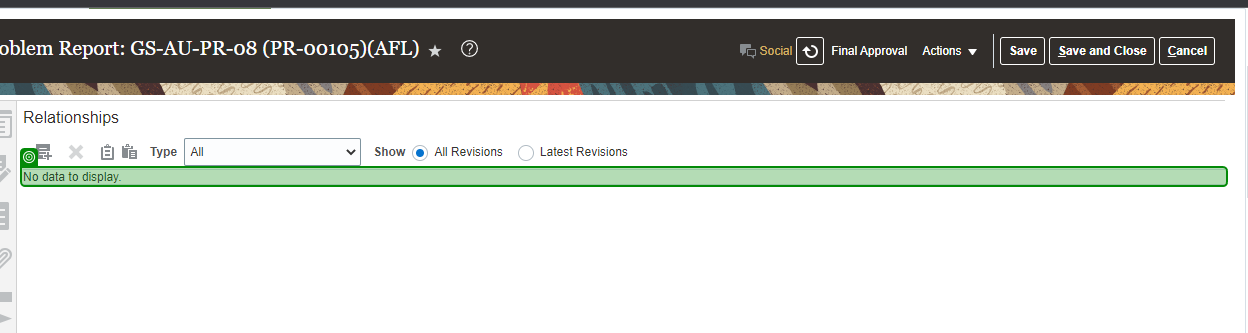 oblem Report: GS-AU-PR-08 (PR-00105)(AFL)
Social Final Approval Actions Save Save and Close Cancel
Relationships
Type All Show All Revisions Latest Revisions
No data to display.